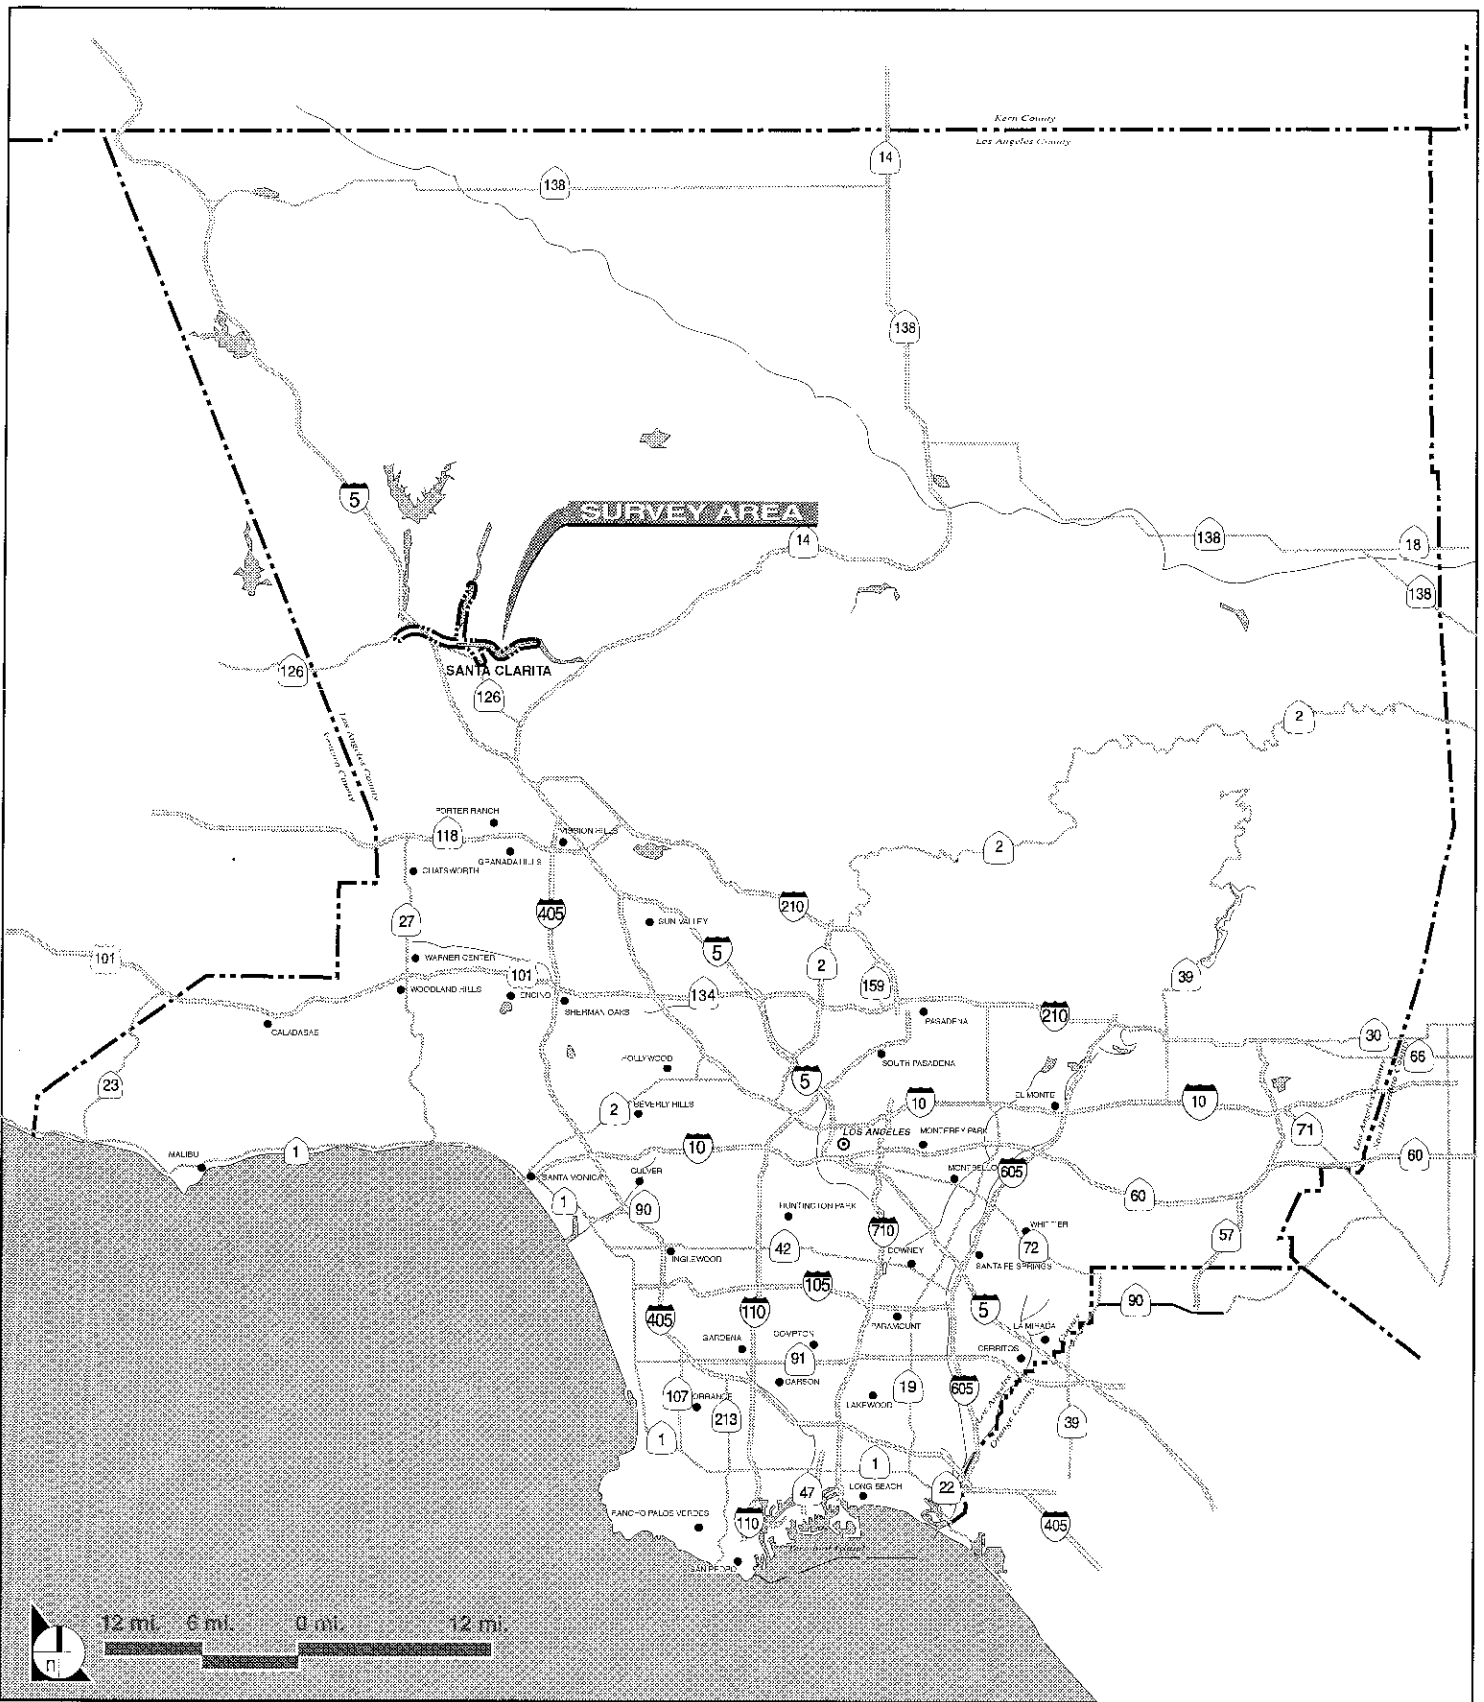 Kern County
Los Angeles County
14
138
138
5
SURVEY AREA
14
138
18
138
126
SANTA CLARITA
126
2
Los Angeles County
Ventura County
PORTER RANCH
118
MISSION HILLS
GRANADA HILLS
2
CHATSWORTH
210
27
405
SUN VALLEY
5
101
WARNER CENTER
101
2
39
WOODLAND HILLS
ENCINO
134
159
SHERMAN OAKS
PASADENA
210
CALADASAS
30
66
HOLLYWOOD
SOUTH PASADENA
23
5
EL MONTE
2
BEVERLY HILLS
10
10
LOS ANGELES
MONTEREY PARK
71
MALIBU
1
10
60
SANTA MONICA
CULVER
MONTBELLO
605
1
90
60
HUNTINGTON PARK
710
WHITTIER
42
72
57
INGLEWOOD
DOWNEY
SANTA FE SPRINGS
105
90
405
110
5
PARAMOUNT
LA MIRADA
GARDENA
COMPTON
CERRITOS
91
107
CARSON
19
605
ORRANCE
LAKEWOOD
213
39
Orange County
1
1
47
LONG BEACH
22
RANCHO PALOS VERDES
110
405
SAN PEDRO
12 mi. 6 mi. 0 mi. 12 mi.
n